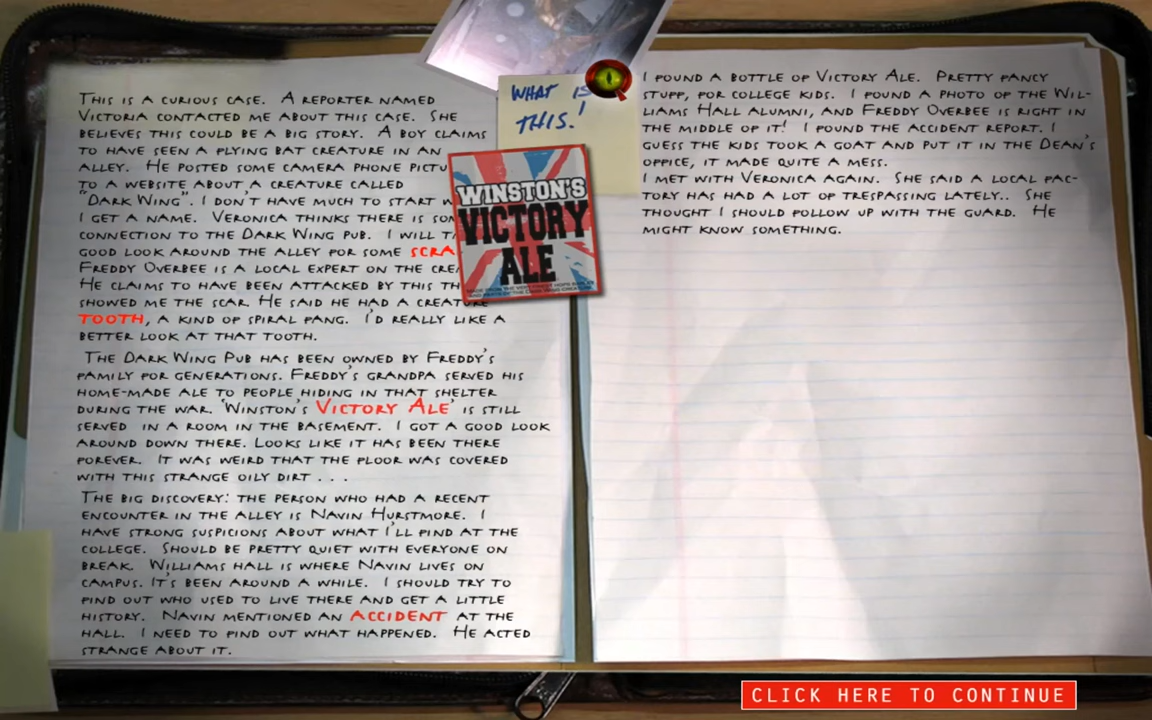 THIS IS A CURIOUS CASE. A REPORTER NAMED
VICTORIA CONTACTED ME ABOUT THIS CASE. SHE
BELIEVES THIS COULD BE A BIG STORY. A BOY CLAIMS
TO HAVE SEEN A FLYING BAT CREATURE IN AN
ALLEY. HE POSTED SOME CAMERA PHONE PICTU
TO A WEBSITE ABOUT A CREATURE CALLED
"DARK WING". I DON'T HAVE MUCH TO START W
I GET A NAME. VERONICA THINKS THERE IS SOM
CONNECTION TO THE DARK WING PUB. I WILL T
GOOD LOOK AROUND THE ALLEY FOR SOME SCRA
FREDDY OVERBEE IS A LOCAL EXPERT ON THE CRE
HE CLAIMS TO HAVE BEEN ATTACKED BY THIS TH
SHOWED ME THE SCAR. HE SAID HE HAD A CREATURE
TOOTH, A KIND OF SPIRAL FANG. I'D REALLY LIKE A
BETTER LOOK AT THAT TOOTH.
THE DARK WING PUB HAS BEEN OWNED BY FREDDY'S
FAMILY FOR GENERATIONS. FREDDY'S GRANDPA SERVED HIS
HOME-MADE ALE TO PEOPLE HIDING IN THAT SHELTER
DURING THE WAR. 'WINSTON'S VICTORY ALE' IS STILL
SERVED IN A ROOM IN THE BASEMENT. I GOT A GOOD LOOK
AROUND DOWN THERE. LOOKS LIKE IT HAS BEEN THERE
FOREVER. IT WAS WEIRD THAT THE FLOOR WAS COVERED
WITH THIS STRANGE OILY DIRT . . .
THE BIG DISCOVERY: THE PERSON WHO HAD A RECENT
ENCOUNTER IN THE ALLEY IS NAVIN HURSTMORE. I
HAVE STRONG SUSPICIONS ABOUT WHAT I'LL FIND AT THE
COLLEGE. SHOULD BE PRETTY QUIET WITH EVERYONE ON
BREAK. WILLIAMS HALL IS WHERE NAVIN LIVES ON
CAMPUS. IT'S BEEN AROUND A WHILE. I SHOULD TRY TO
FIND OUT WHO USED TO LIVE THERE AND GET A LITTLE
HISTORY. NAVIN MENTIONED AN ACCIDENT AT THE
HALL. I NEED TO FIND OUT WHAT HAPPENED. HE ACTED
STRANGE ABOUT IT.
WHAT IS
THIS!
WINSTON'S
VICTORY
ALE
I FOUND A BOTTLE OF VICTORY ALE. PRETTY FANCY
STUFF, FOR COLLEGE KIDS. I FOUND A PHOTO OF THE WIL-
LIAMS HALL ALUMNI, AND FREDDY OVERBEE IS RIGHT IN
THE MIDDLE OF IT! I FOUND THE ACCIDENT REPORT. I
GUESS THE KIDS TOOK A GOAT AND PUT IT IN THE DEAN'S
OFFICE, IT MADE QUITE A MESS.
I MET WITH VERONICA AGAIN. SHE SAID A LOCAL FAC-
TORY HAS HAD A LOT OF TRESPASSING LATELY.. SHE
THOUGHT I SHOULD FOLLOW UP WITH THE GUARD. HE
MIGHT KNOW SOMETHING.
CLICK HERE TO CONTINUE